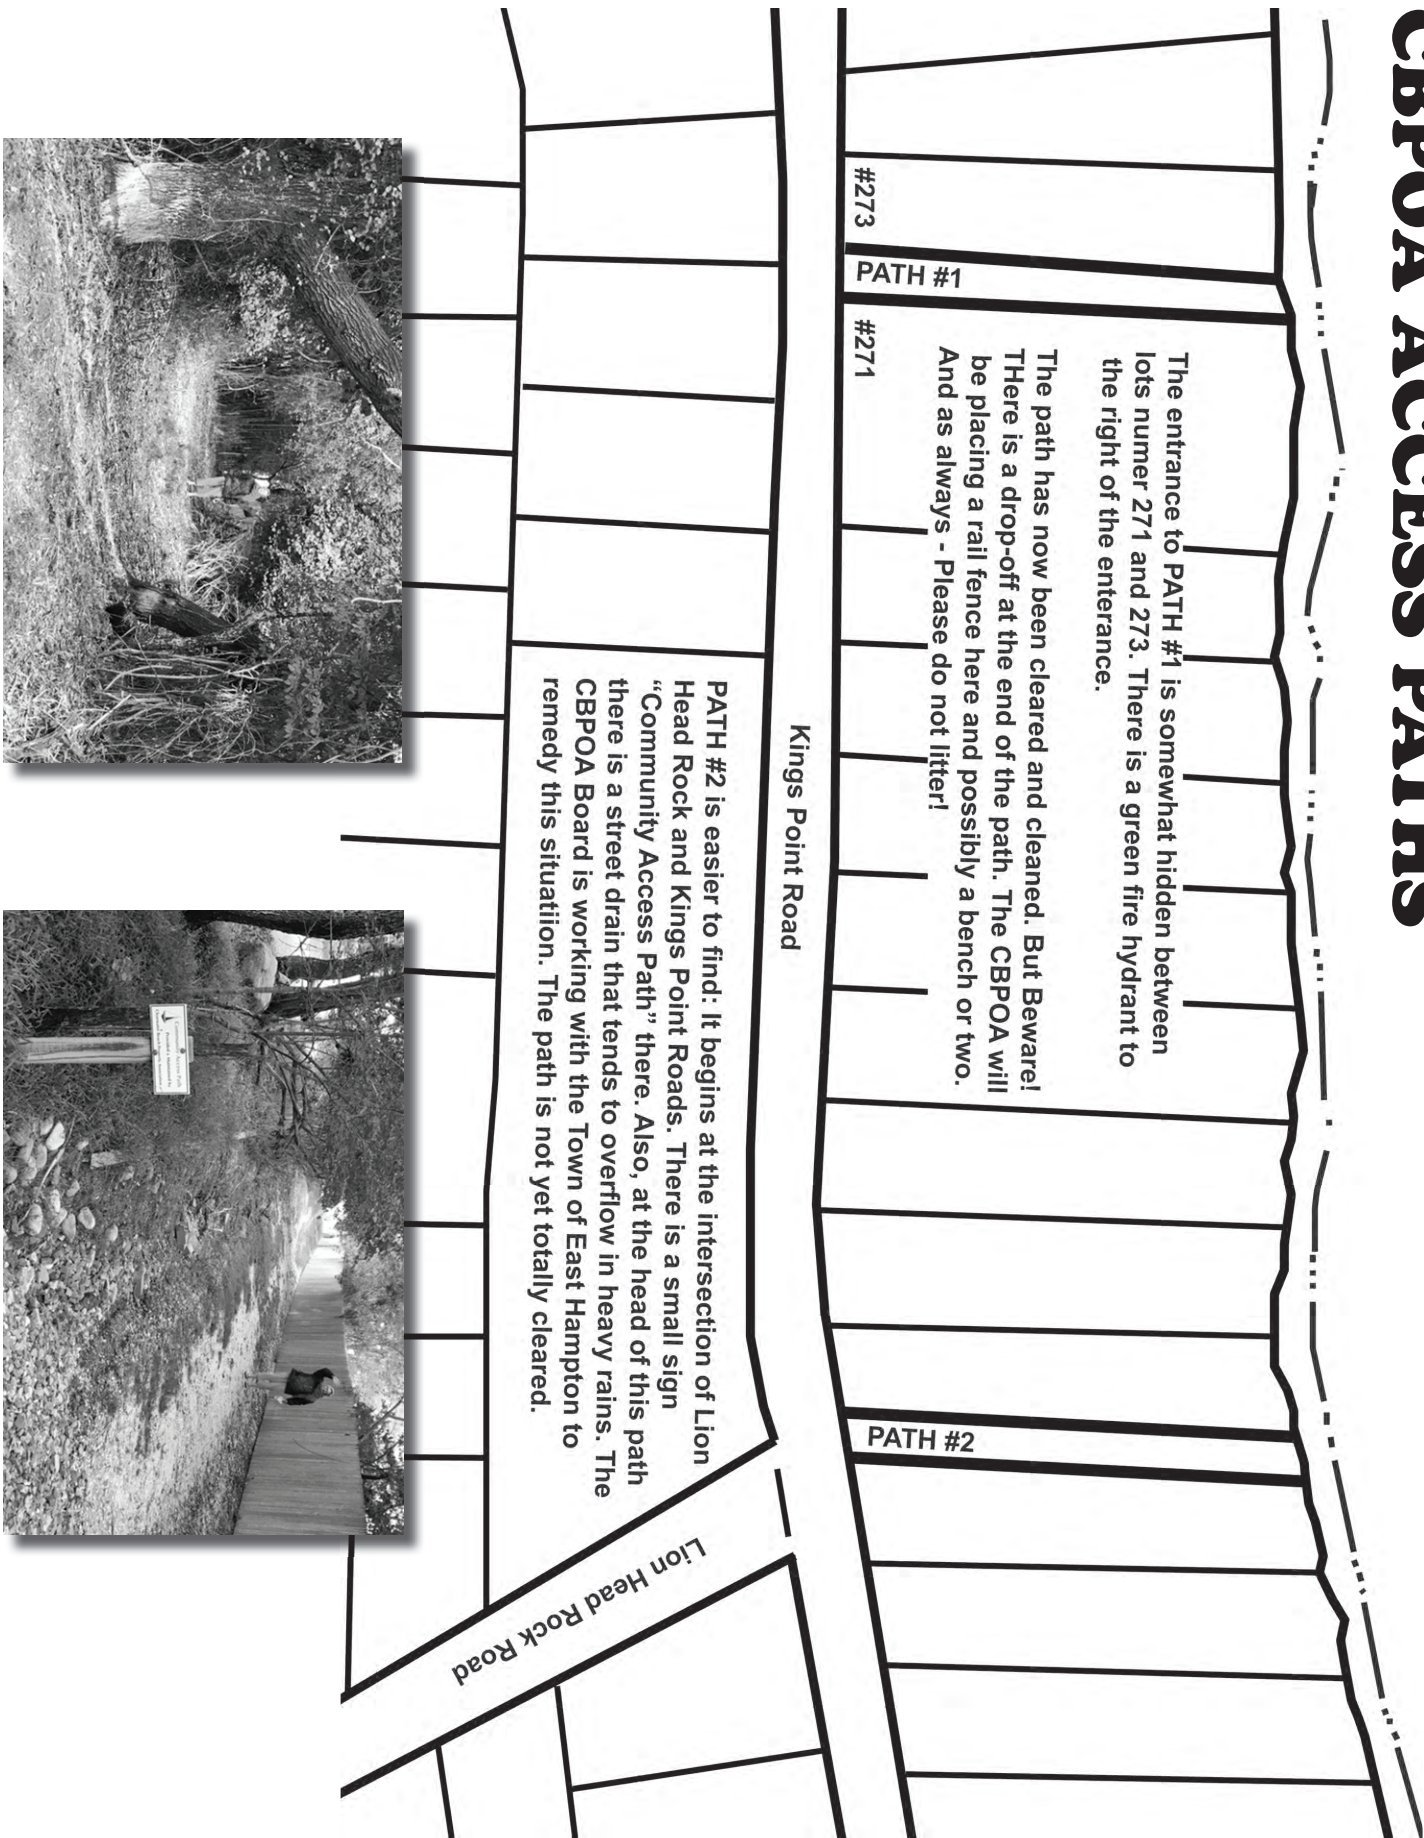 CBPOA ACCESS PATHS
#273
PATH #1
#271
The entrance to PATH #1 is somewhat hidden between
lots numer 271 and 273. There is a green fire hydrant to
the right of the enterance.
The path has now been cleared and cleaned. But Beware!
THere is a drop-off at the end of the path. The CBPOA will
be placing a rail fence here and possibly a bench or two.
And as always - Please do not litter!
Kings Point Road
PATH #2
PATH #2 is easier to find: It begins at the intersection of Lion
Head Rock and Kings Point Roads. There is a small sign
“Community Access Path” there. Also, at the head of this path
there is a street drain that tends to overflow in heavy rains. The
CBPOA Board is working with the Town of East Hampton to
remedy this situatiion. The path is not yet totally cleared.
Lion Head Rock Road
Community Access Path